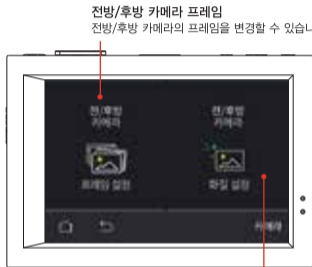 전방/후방 카메라 프레임
전방/후방 카메라의 프레임을 변경할 수 있습니
전/후방 전/후방
카메라 카메라
프레임 설정 화질 설정
카메라